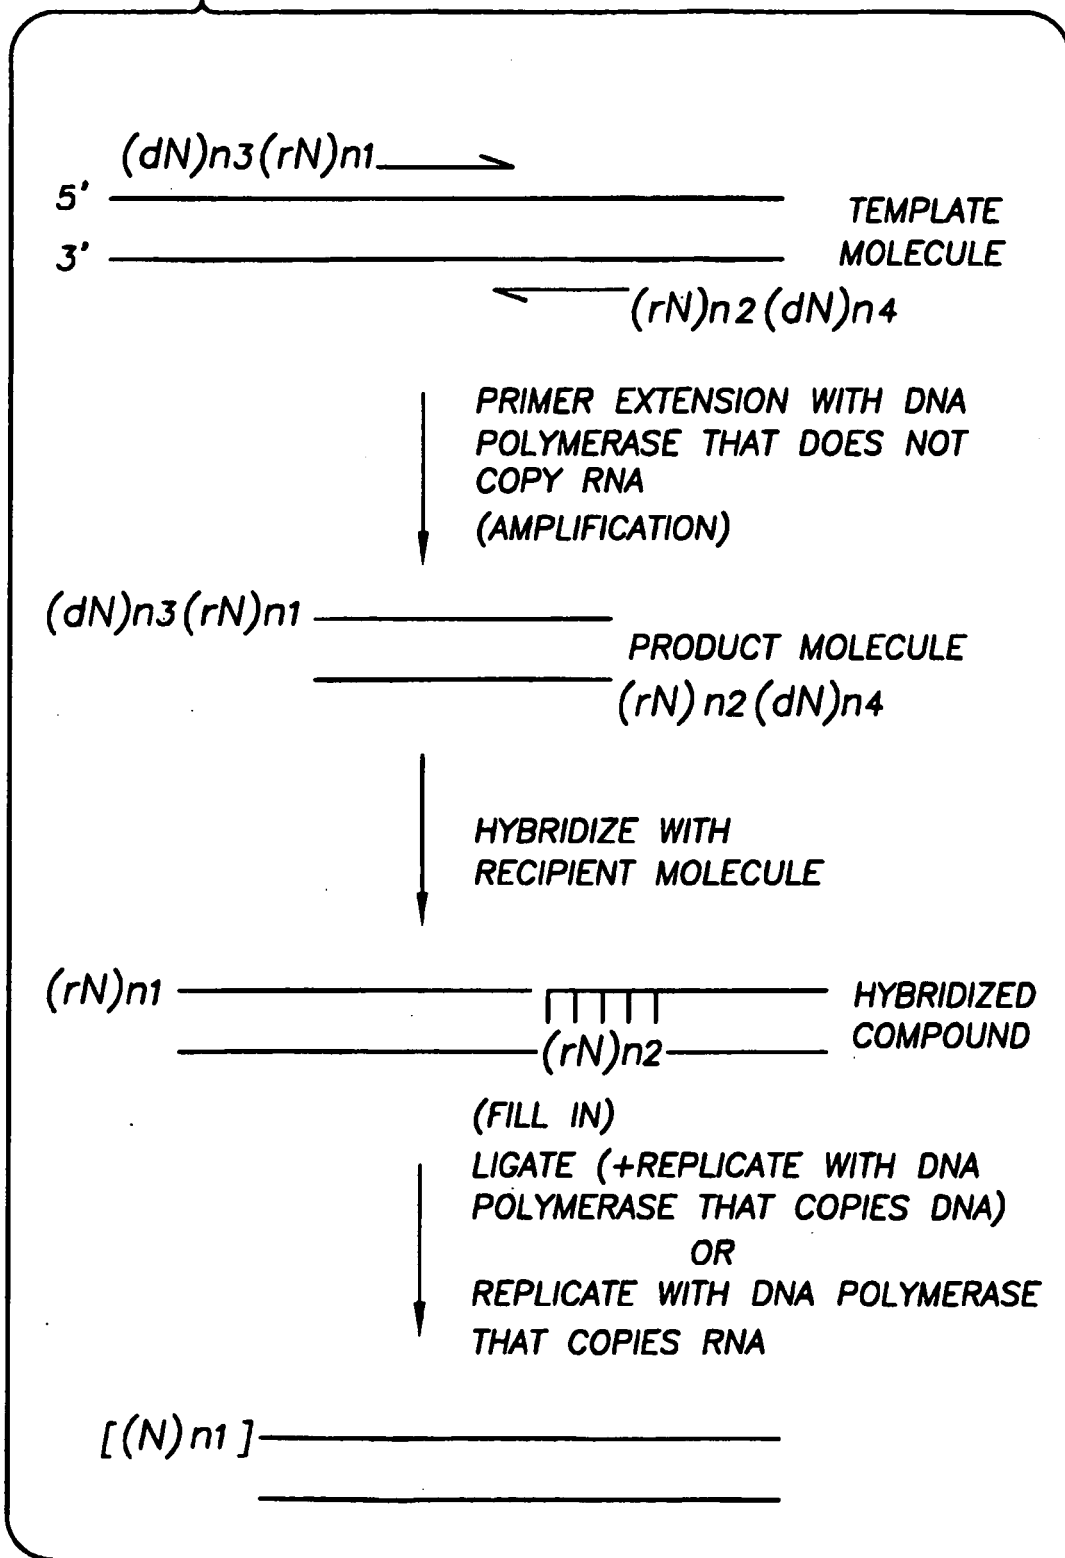 (dN)n3(rN)n1
5'
TEMPLATE
3'
MOLECULE
(rN)n2(dN)n4
PRIMER EXTENSION WITH DNA
POLYMERASE THAT DOES NOT
COPY RNA
(AMPLIFICATION)
(dN)n3(rN)n1
PRODUCT MOLECULE
(rN)n2(dN)n4
HYBRIDIZE WITH
RECIPIENT MOLECULE
(rN)n1
HYBRIDIZED
COMPOUND
(rN)n2
(FILL IN)
LIGATE (+REPLICATE WITH DNA
POLYMERASE THAT COPIES DNA)
OR
REPLICATE WITH DNA POLYMERASE
THAT COPIES RNA
[(N)n1]